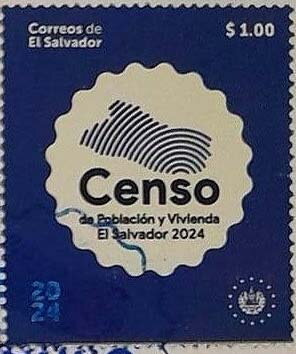 Correos de
El Salvador
$ 1.00
Censo
de Población y Vivienda
El Salvador 2024
20
24